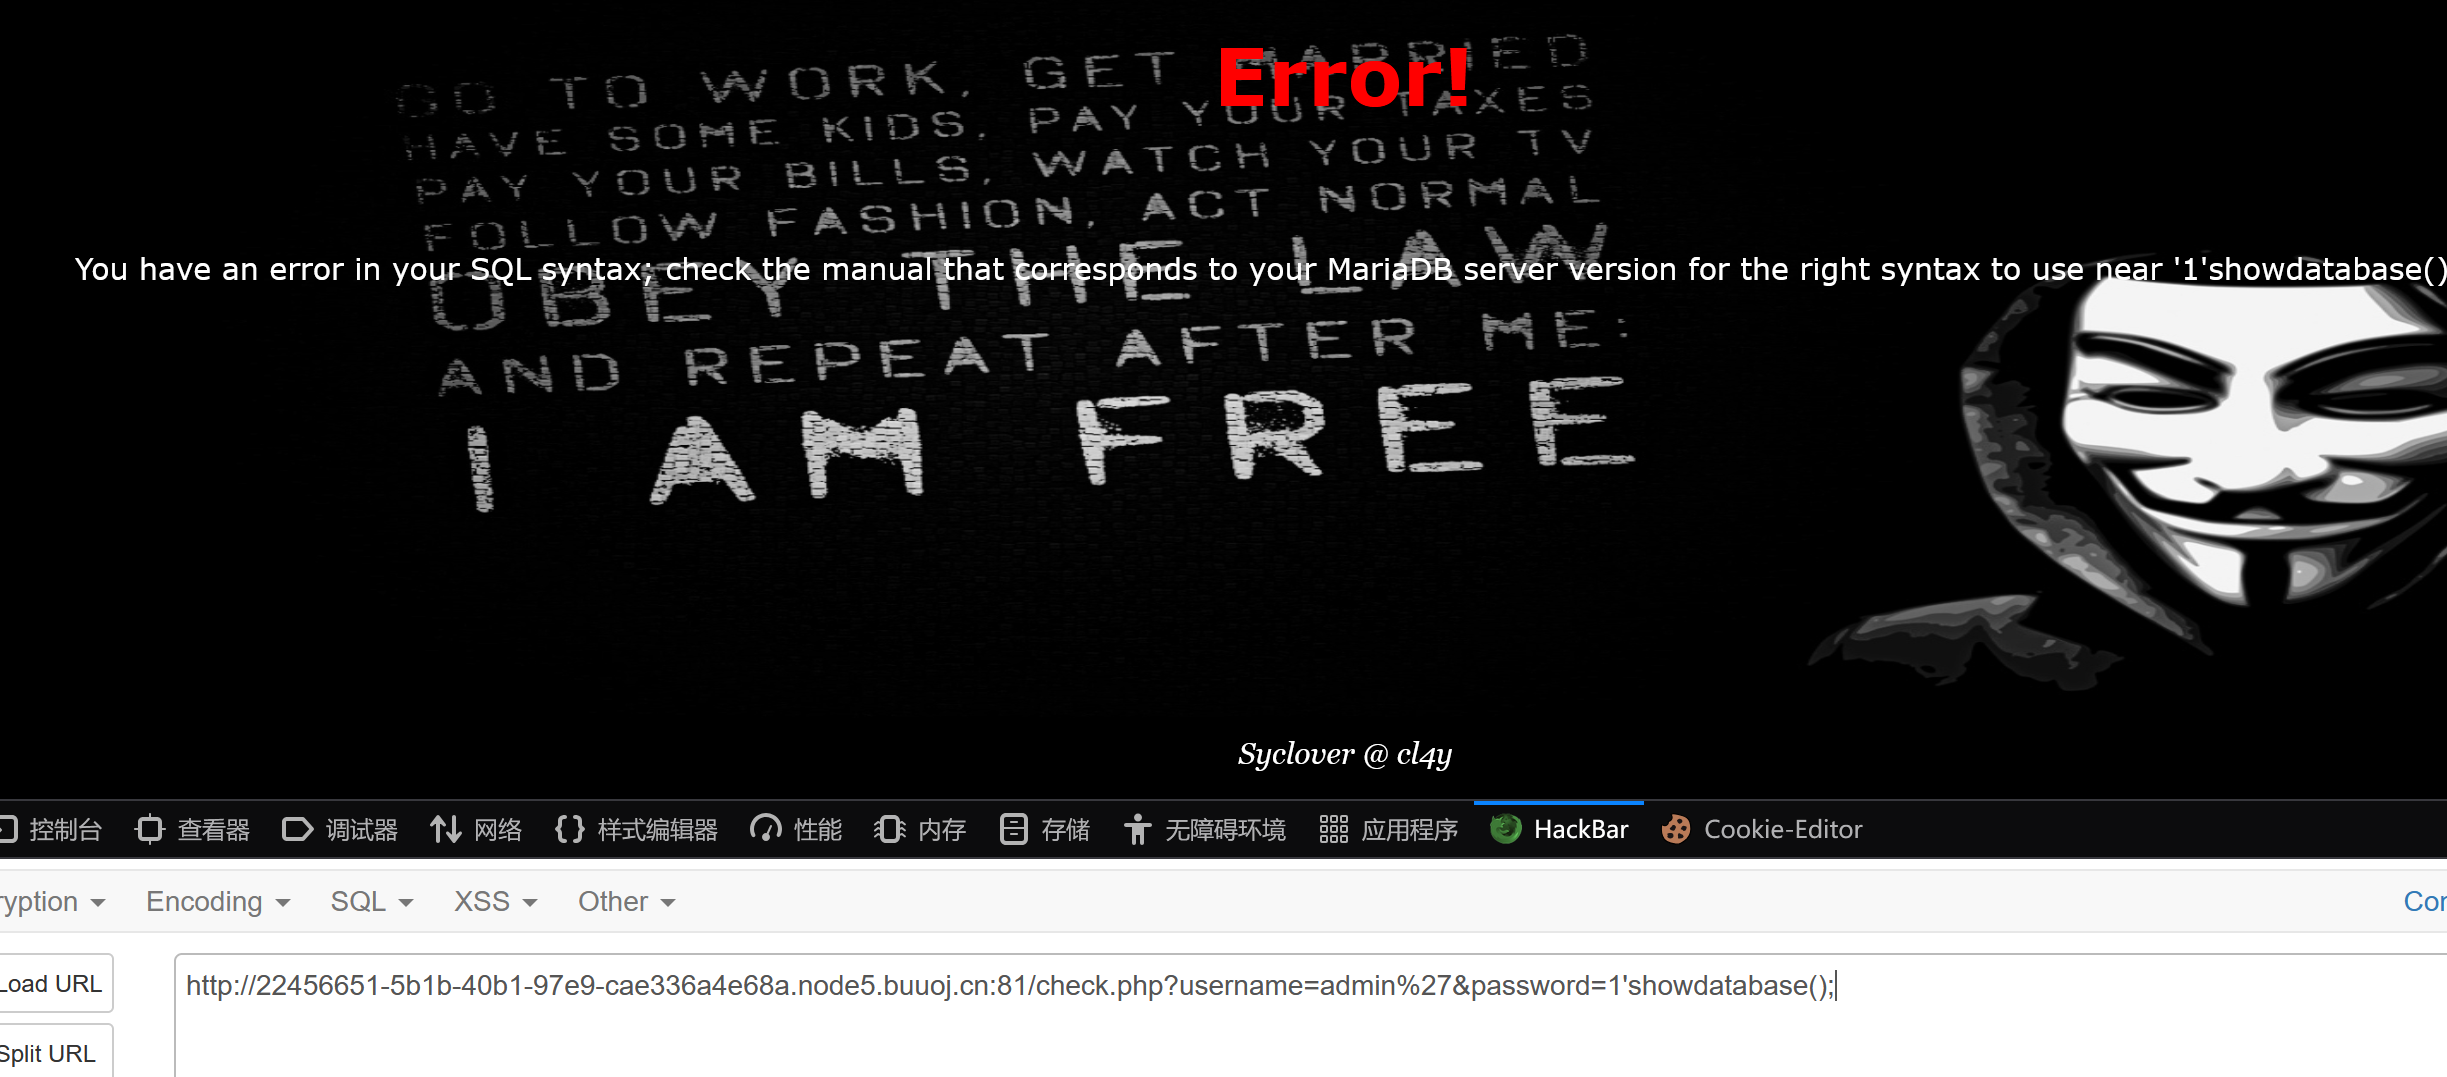 Error!
GO TO WORK, GET MARRIED
HAVE SOME KIDS, PAY YOUR TAXES
PAY YOUR BILLS, WATCH YOUR TV
FOLLOW FASHION, ACT NORMAL
You have an error in your SQL syntax; check the manual that corresponds to your MariaDB server version for the right syntax to use near '1'showdatabase()
OBEY THE LAW
AND REPEAT AFTER ME:
I AM FREE
Syclover @ cl4y
控制台 查看器 调试器 网络 样式编辑器 性能 内存 存储 无障碍环境 应用程序 HackBar Cookie-Editor
ryption Encoding SQL XSS Other Cor
Load URL
http://22456651-5b1b-40b1-97e9-cae336a4e68a.node5.buuoj.cn:81/check.php?username=admin%27&password=1'showdatabase();
Split URL